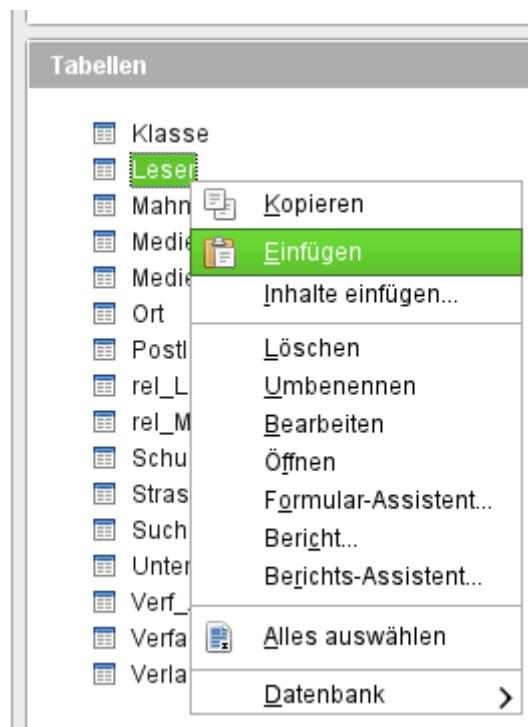 Tabellen
Klasse
Leser
Mahn
Medie
Medie
Ort
Postl
rel_L
rel_M
Schu
Stras
Such
Unter
Verf_
Verfa
Verla
Kopieren
Einfügen
Inhalte einfügen...
Löschen
Umbenennen
Bearbeiten
Öffnen
Formular-Assistent...
Bericht...
Berichts-Assistent...
Alles auswählen
Datenbank